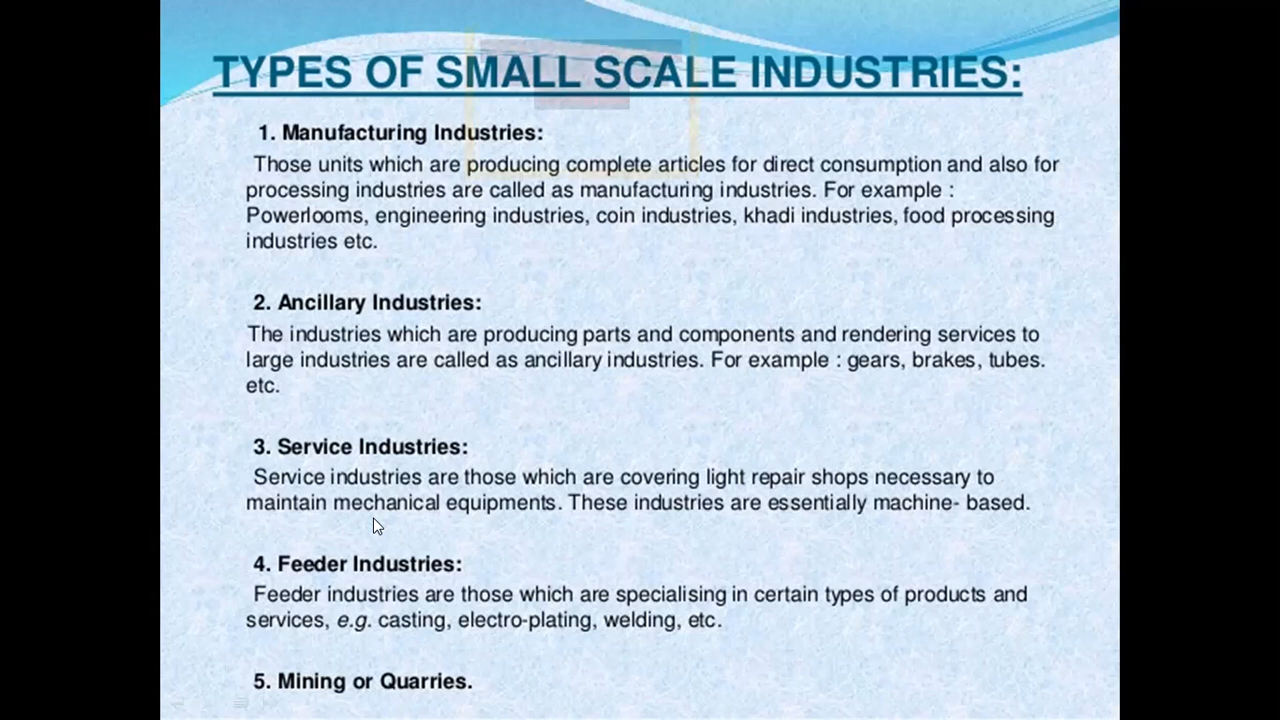 TYPES OF SMALL SCALE INDUSTRIES:
1. Manufacturing Industries:
Those units which are producing complete articles for direct consumption and also for
processing industries are called as manufacturing industries. For example :
Powerlooms, engineering industries, coin industries, khadi industries, food processing
industries etc.
2. Ancillary Industries:
The industries which are producing parts and components and rendering services to
large industries are called as ancillary industries. For example : gears, brakes, tubes.
etc.
3. Service Industries:
Service industries are those which are covering light repair shops necessary to
maintain mechanical equipments. These industries are essentially machine- based.
4. Feeder Industries:
Feeder industries are those which are specialising in certain types of products and
services, e.g. casting, electro-plating, welding, etc.
5. Mining or Quarries.